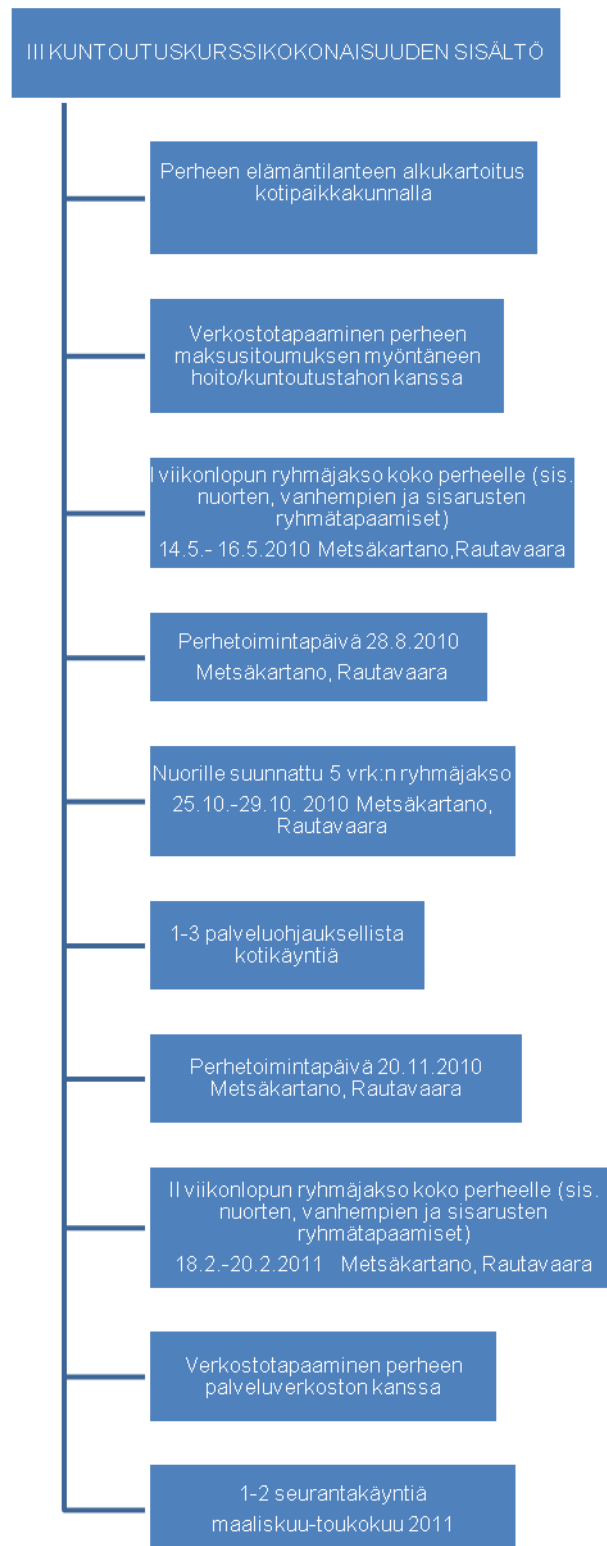 III KUNTOUTUSKURSSIKOKONAISUUDEN SISÄLTÖ
Perheen elämäntilanteen alkukartoitus
kotipaikkakunnalla
Verkostotapaaminen perheen
maksusitoumuksen myöntäneen
hoito/kuntoutustahon kanssa
I viikonlopun ryhmäjakso koko perheelle (sis.
nuorten, vanhempien ja sisarusten
ryhmätapaamiset)
14.5.- 16.5.2010 Metsäkartano,Rautavaara
Perhetoimintapäivä 28.8.2010
Metsäkartano, Rautavaara
Nuorille suunnattu 5 vrk:n ryhmäjakso
25.10.-29.10. 2010 Metsäkartano,
Rautavaara
1-3 palveluohjauksellista
kotikäyntiä
Perhetoimintapäivä 20.11.2010
Metsäkartano, Rautavaara
II viikonlopun ryhmäjakso koko perheelle (sis.
nuorten, vanhempien ja sisarusten
ryhmätapaamiset)
18.2.-20.2.2011 Metsäkartano, Rautavaara
Verkostotapaaminen perheen
palveluverkoston kanssa
1-2 seurantakäyntiä
maaliskuu-toukokuu 2011